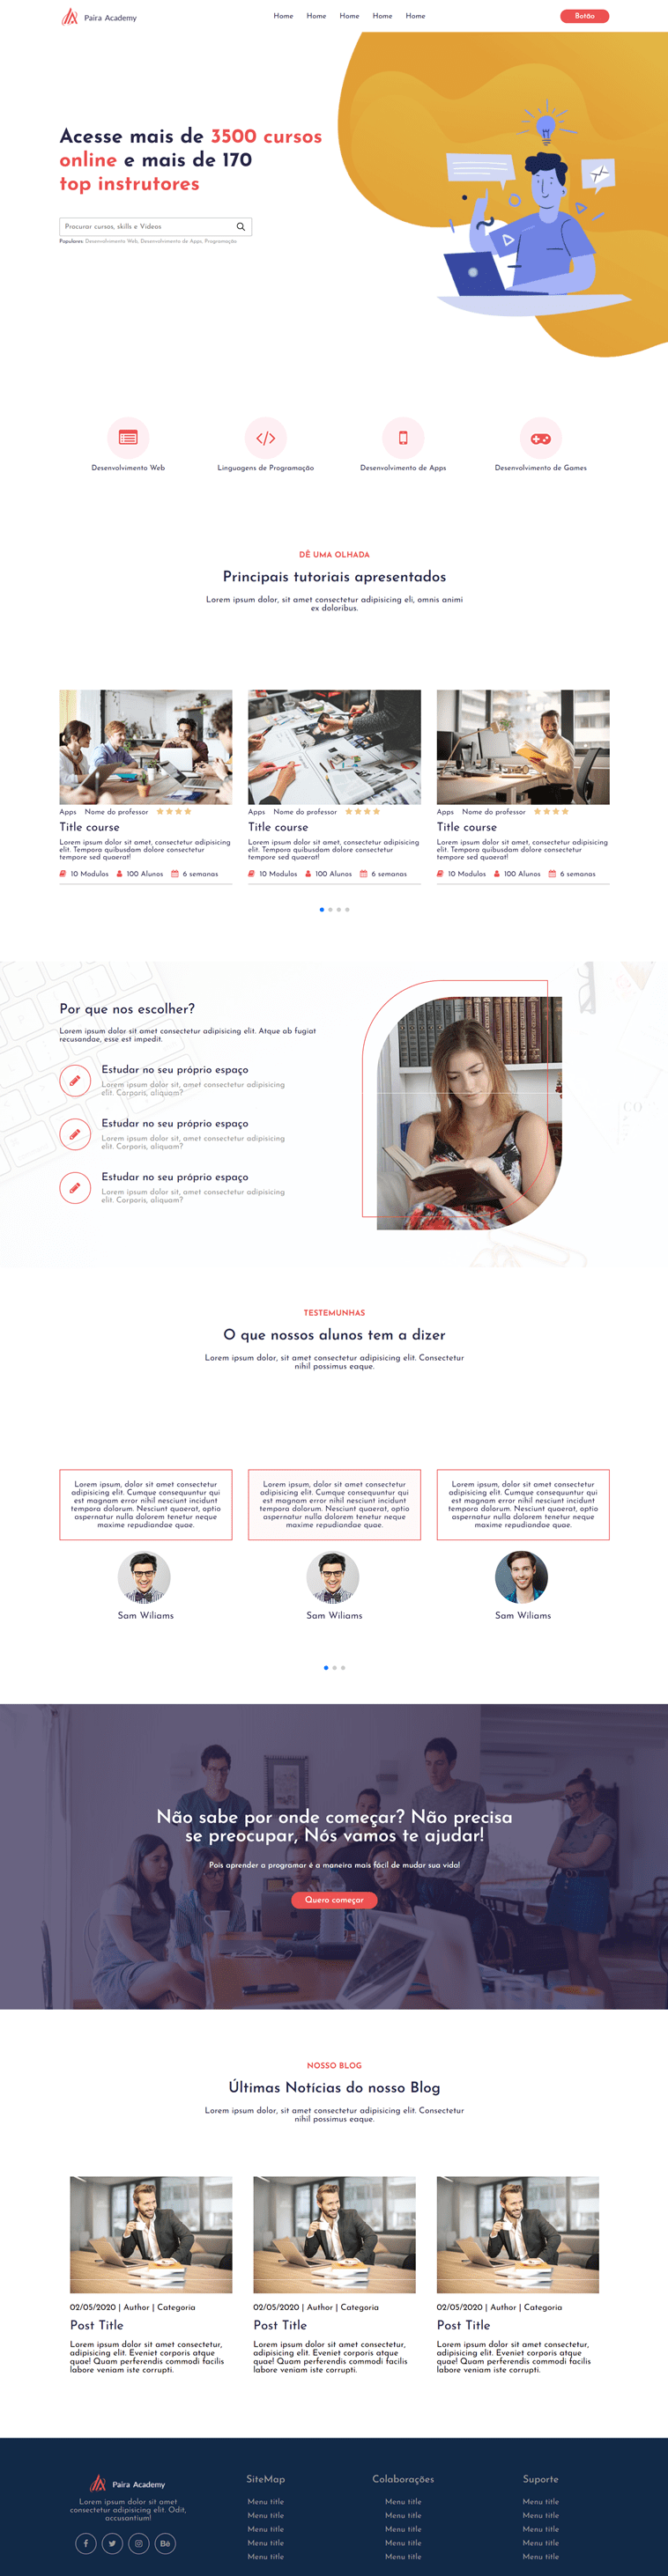 Paira Academy
Home Home Home Home Home
Botão
Acesse mais de 3500 cursos
online e mais de 170
top instrutores
Procurar cursos, skills e Videos
Populares: Desenvolvimento Web, Desenvolvimento de Apps, Programação
Desenvolvimento Web
Linguagens de Programação
Desenvolvimento de Apps
Desenvolvimento de Games
DÊ UMA OLHADA
Principais tutoriais apresentados
Lorem ipsum dolor, sit amet consectetur adipisicing eli, omnis animi
ex doloribus.
Apps Nome do professor
Title course
Lorem ipsum dolor sit amet, consectetur adipisicing
elit. Tempora quibusdam dolore consectetur
tempore sed quaerat!
10 Modulos 100 Alunos 6 semanas
Apps Nome do professor
Title course
Lorem ipsum dolor sit amet, consectetur adipisicing
elit. Tempora quibusdam dolore consectetur
tempore sed quaerat!
10 Modulos 100 Alunos 6 semanas
Apps Nome do professor
Title course
Lorem ipsum dolor sit amet, consectetur adipisicing
elit. Tempora quibusdam dolore consectetur
tempore sed quaerat!
10 Modulos 100 Alunos 6 semanas
Por que nos escolher?
Lorem ipsum dolor sit amet consectetur adipisicing elit. Atque ab fugiat
recusandae, esse est impedit.
Estudar no seu próprio espaço
Lorem ipsum dolor sit, amet consectetur adipisicing
elit. Corporis, aliquam?
Estudar no seu próprio espaço
Lorem ipsum dolor sit, amet consectetur adipisicing
elit. Corporis, aliquam?
Estudar no seu próprio espaço
Lorem ipsum dolor sit, amet consectetur adipisicing
elit. Corporis, aliquam?
TESTEMUNHAS
O que nossos alunos tem a dizer
Lorem ipsum dolor, sit amet consectetur adipisicing elit. Consectetur
nihil possimus eaque.
Lorem ipsum, dolor sit amet consectetur
adipisicing elit. Cumque consequuntur qui
est magnam error nihil nesciunt incidunt
tempora dolorum. Nesciunt quaerat, optio
aspernatur nulla dolorem tenetur neque
maxime repudiandae quae.
Sam Wiliams
Lorem ipsum, dolor sit amet consectetur
adipisicing elit. Cumque consequuntur qui
est magnam error nihil nesciunt incidunt
tempora dolorum. Nesciunt quaerat, optio
aspernatur nulla dolorem tenetur neque
maxime repudiandae quae.
Sam Wiliams
Lorem ipsum, dolor sit amet consectetur
adipisicing elit. Cumque consequuntur qui
est magnam error nihil nesciunt incidunt
tempora dolorum. Nesciunt quaerat, optio
aspernatur nulla dolorem tenetur neque
maxime repudiandae quae.
Sam Wiliams
Não sabe por onde começar? Não precisa
se preocupar, Nós vamos te ajudar!
Pois aprender a programar é a maneira mais fácil de mudar sua vida!
Quero começar
NOSSO BLOG
Últimas Notícias do nosso Blog
Lorem ipsum dolor, sit amet consectetur adipisicing elit. Consectetur
nihil possimus eaque.
02/05/2020 | Author | Categoria
Post Title
Lorem ipsum dolor sit amet consectetur,
adipisicing elit. Eveniet corporis atque
quae! Quam perferendis commodi facilis
labore veniam iste corrupti.
02/05/2020 | Author | Categoria
Post Title
Lorem ipsum dolor sit amet consectetur,
adipisicing elit. Eveniet corporis atque
quae! Quam perferendis commodi facilis
labore veniam iste corrupti.
02/05/2020 | Author | Categoria
Post Title
Lorem ipsum dolor sit amet consectetur,
adipisicing elit. Eveniet corporis atque
quae! Quam perferendis commodi facilis
labore veniam iste corrupti.
Paira Academy
Lorem ipsum dolor sit amet
consectetur adipisicing elit. Odit,
accusantium!
SiteMap
Menu title
Menu title
Menu title
Menu title
Menu title
Colaborações
Menu title
Menu title
Menu title
Menu title
Menu title
Suporte
Menu title
Menu title
Menu title
Menu title
Menu title